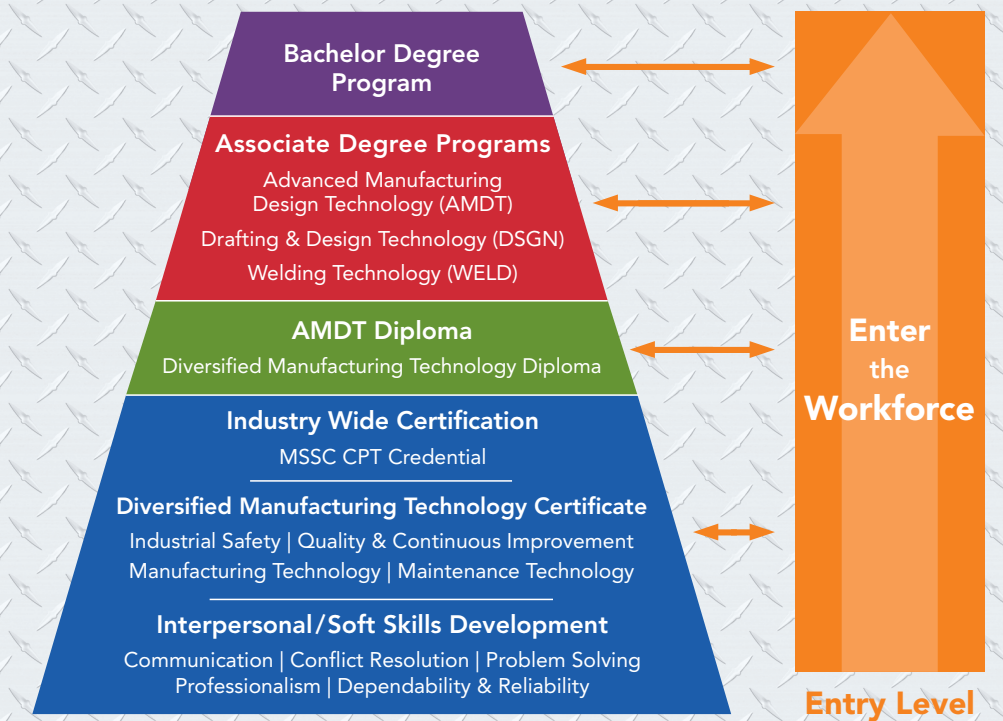 Bachelor Degree
Program
Associate Degree Programs
Advanced Manufacturing
Design Technology (AMDT)
Drafting & Design Technology (DSGN)
Welding Technology (WELD)
AMDT Diploma
Diversified Manufacturing Technology Diploma
Industry Wide Certification
MSSC CPT Credential
Diversified Manufacturing Technology Certificate
Industrial Safety | Quality & Continuous Improvement
Manufacturing Technology | Maintenance Technology
Interpersonal/Soft Skills Development
Communication | Conflict Resolution | Problem Solving
Professionalism | Dependability & Reliability
Enter
the
Workforce
Entry Level